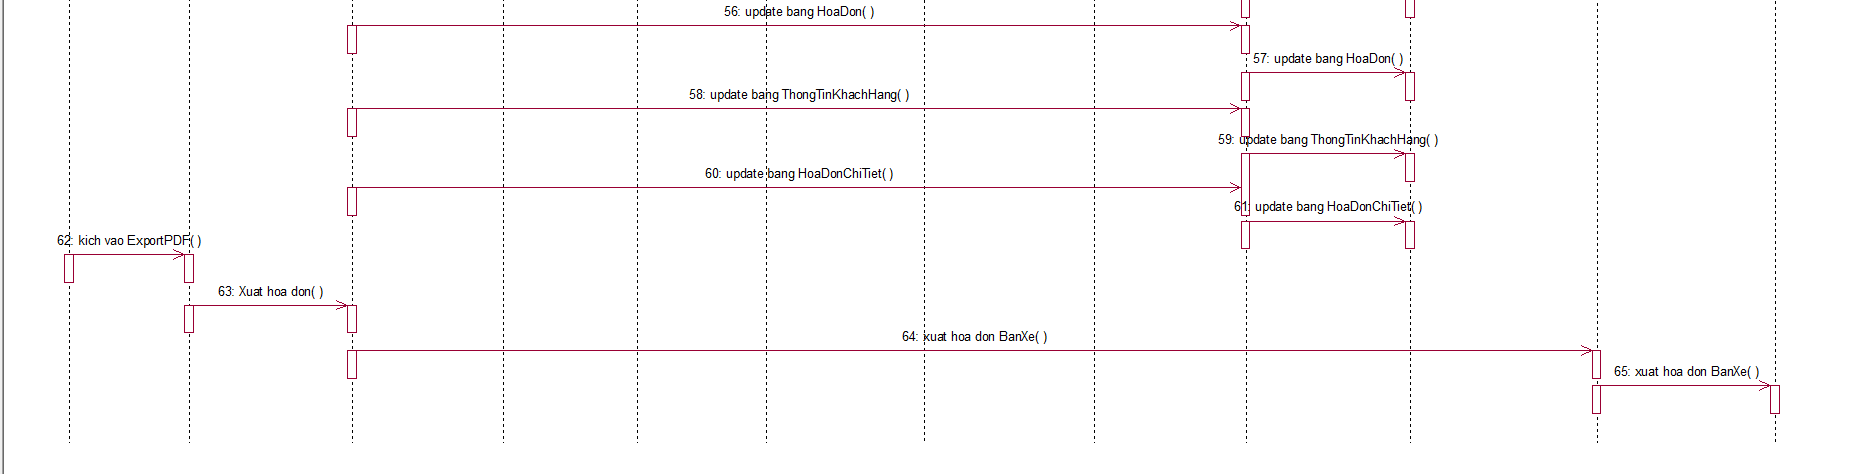 56: update bang HoaDon( )
57: update bang HoaDon( )
58: update bang ThongTinKhachHang( )
59: update bang ThongTinKhachHang( )
60: update bang HoaDonChiTiet( )
61: update bang HoaDonChiTiet( )
62: kich vao ExportPDF( )
63: Xuat hoa don( )
64: xuat hoa don BanXe( )
65: xuat hoa don BanXe( )